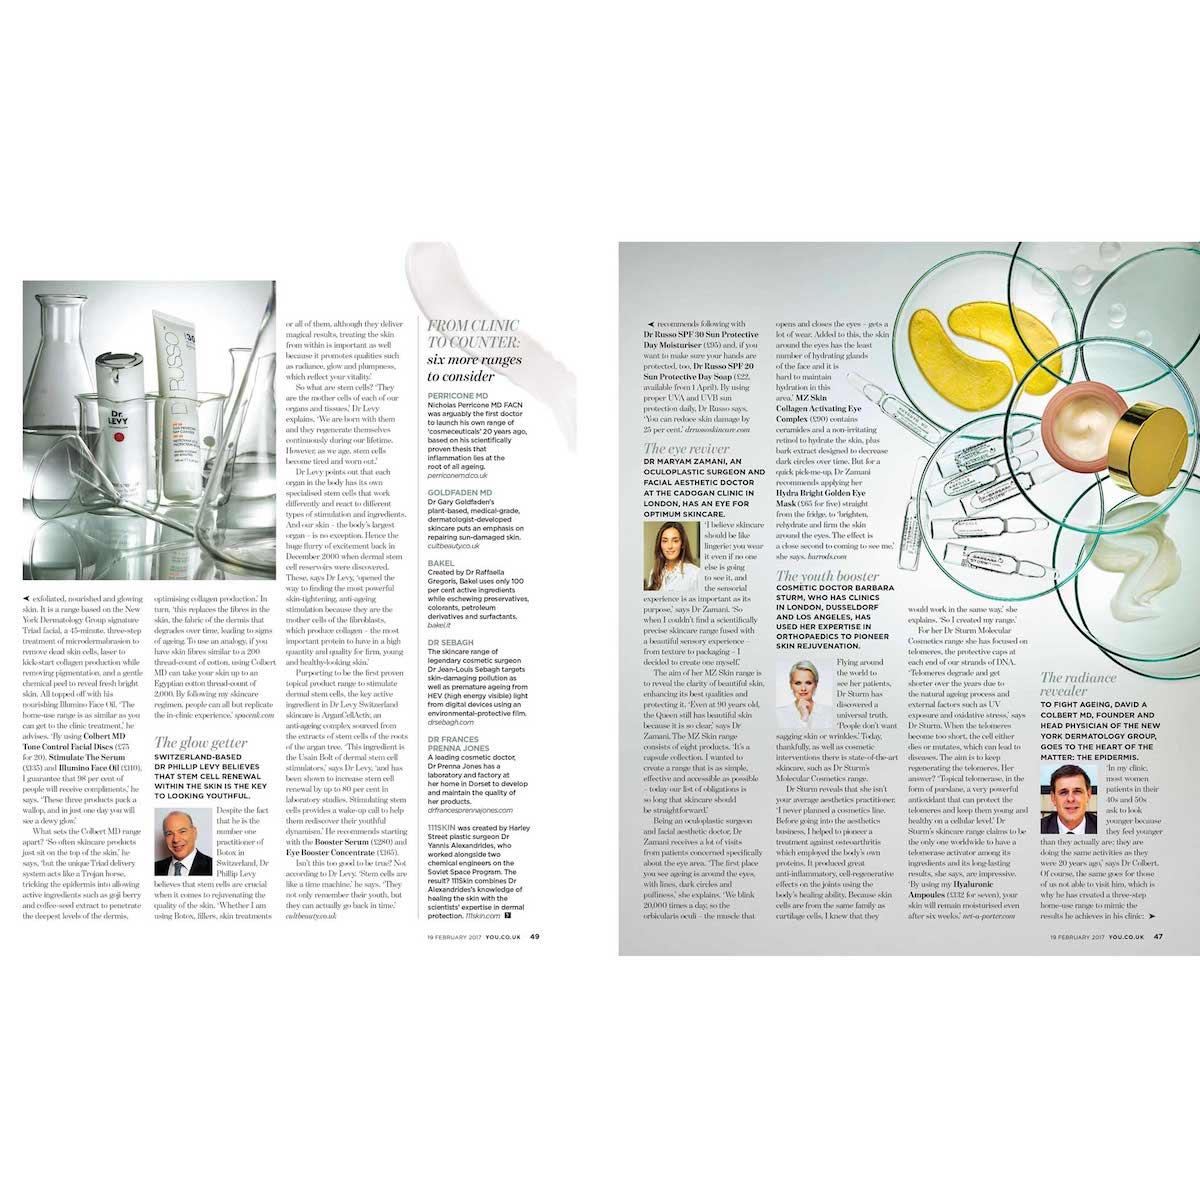 Dr.
LEVY
DR RUSSO
30
➤ exfoliated, nourished and glowing
skin. It is a range based on the New
York Dermatology Group signature
Triad facial, a 45-minute, three-step
treatment of microdermabrasion to
remove dead skin cells, laser to
kick-start collagen production while
removing pigmentation, and a gentle
chemical peel to reveal fresh bright
skin. All topped off with his
nourishing Illumino Face Oil. ‘The
home-use range is as similar as you
can get to the clinic treatment,’ he
advises. ‘By using Colbert MD
Tone Control Facial Discs (£75
for 20), Stimulate The Serum
(£135) and Illumino Face Oil (£110),
I guarantee that 98 per cent of
people will receive compliments,’ he
says. ‘These three products pack a
wallop, and in just one day you will
see a dewy glow.’
What sets the Colbert MD range
apart? ‘So often skincare products
just sit on the top of the skin,’ he
says, ‘but the unique Triad delivery
system acts like a Trojan horse,
tricking the epidermis into allowing
active ingredients such as goji berry
and coffee-seed extract to penetrate
the deepest levels of the dermis,
optimising collagen production.’ In
turn, ‘this replaces the fibres in the
skin, the fabric of the dermis that
degrades over time, leading to signs
of ageing. To use an analogy, if you
have skin fibres similar to a 200
thread-count of cotton, using Colbert
MD can take your skin up to an
Egyptian cotton thread-count of
2,000. By following my skincare
regimen, people can all but replicate
the in-clinic experience.’ spacenk.com
The glow getter
SWITZERLAND-BASED
DR PHILLIP LEVY BELIEVES
THAT STEM CELL RENEWAL
WITHIN THE SKIN IS THE KEY
TO LOOKING YOUTHFUL.
Despite the fact
that he is the
number one
practitioner of
Botox in
Switzerland, Dr
Phillip Levy
believes that stem cells are crucial
when it comes to rejuvenating the
quality of the skin. ‘Whether I am
using Botox, fillers, skin treatments
or all of them, although they deliver
magical results, treating the skin
from within is important as well
because it promotes qualities such
as radiance, glow and plumpness,
which reflect your vitality.’
So what are stem cells? ‘They
are the mother cells of each of our
organs and tissues,’ Dr Levy
explains. ‘We are born with them
and they regenerate themselves
continuously during our lifetime.
However, as we age, stem cells
become tired and worn out.’
Dr Levy points out that each
organ in the body has its own
specialised stem cells that work
differently and react to different
types of stimulation and ingredients.
And our skin – the body’s largest
organ – is no exception. Hence the
huge flurry of excitement back in
December 2000 when dermal stem
cell reservoirs were discovered.
These, says Dr Levy, ‘opened the
way to finding the most powerful
skin-tightening, anti-ageing
stimulation because they are the
mother cells of the fibroblasts,
which produce collagen – the most
important protein to have in a high
quantity and quality for firm, young
and healthy-looking skin.’
Purporting to be the first proven
topical product range to stimulate
dermal stem cells, the key active
ingredient in Dr Levy Switzerland
skincare is ArganCellActiv, an
anti-ageing complex sourced from
the extracts of stem cells of the roots
of the argan tree. ‘This ingredient is
the Usain Bolt of dermal stem cell
stimulators,’ says Dr Levy, ‘and has
been shown to increase stem cell
renewal by up to 80 per cent in
laboratory studies. Stimulating stem
cells provides a wake-up call to help
them rediscover their youthful
dynamism.’ He recommends starting
with the Booster Serum (£280) and
Eye Booster Concentrate (£165).
Isn’t this too good to be true? Not
according to Dr Levy. ‘Stem cells are
like a time machine,’ he says. ‘They
not only remember their youth, but
they can actually go back in time.’
cultbeauty.uk
FROM CLINIC
TO COUNTER:
six more ranges
to consider
PERRICONE MD
Nicholas Perricone MD FACN
was arguably the first doctor
to launch his own range of
‘cosmeceuticals’ 20 years ago,
based on his scientifically
proven thesis that
inflammation lies at the
root of all ageing.
perriconemd.co.uk
GOLDFADEN MD
Dr Gary Goldfaden’s
plant-based, medical-grade,
dermatologist-developed
skincare puts an emphasis on
repairing sun-damaged skin.
cultbeauty.co.uk
BAKEL
Created by Dr Raffaella
Gregoris, Bakel uses only 100
per cent active ingredients
while eschewing preservatives,
colorants, petroleum
derivatives and surfactants.
bakel.it
DR SEBAGH
The skincare range of
legendary cosmetic surgeon
Dr Jean-Louis Sebagh targets
skin-damaging pollution as
well as premature ageing from
HEV (high energy visible) light
from digital devices using an
environmental-protective film.
drsebagh.com
DR FRANCES
PRENNA JONES
A leading cosmetic doctor,
Dr Prenna Jones has a
laboratory and factory at
her home in Dorset to develop
and maintain the quality of
her products.
drfrancesprennajones.com
111SKIN was created by Harley
Street plastic surgeon Dr
Yannis Alexandrides, who
worked alongside two
chemical engineers on the
Soviet Space Program. The
result? 111Skin combines Dr
Alexandrides’s knowledge of
healing the skin with the
scientists’ expertise in dermal
protection. 111skin.com
19 FEBRUARY 2017 YOU.CO.UK 49
➤ recommends following with
Dr Russo SPF 30 Sun Protective
Day Moisturiser (£95) and, if you
want to make sure your hands are
protected, too, Dr Russo SPF 20
Sun Protective Day Soap (£22,
available from 1 April). By using
proper UVA and UVB sun
protection daily, Dr Russo says,
‘You can reduce skin damage by
25 per cent.’ drrussoskincare.com
The eye reviver
DR MARYAM ZAMANI, AN
OCULOPLASTIC SURGEON AND
FACIAL AESTHETIC DOCTOR
AT THE CADOGAN CLINIC IN
LONDON, HAS AN EYE FOR
OPTIMUM SKINCARE.
‘I believe skincare
should be like
lingerie: you wear
it even if no one
else is going
to see it, and
the sensorial
experience is as important as its
purpose,’ says Dr Zamani. ‘So
when I couldn’t find a scientifically
precise skincare range fused with
a beautiful sensory experience –
from texture to packaging – I
decided to create one myself.’
The aim of her MZ Skin range
is to reveal the clarity of beautiful skin,
enhancing its best qualities and
protecting it. ‘Even at 90 years old,
the Queen still has beautiful skin
because it is so clear,’ says Dr
Zamani. The MZ Skin range
consists of eight products. ‘It’s a
capsule collection. I wanted to
create a range that is as simple,
effective and accessible as possible
– today our list of obligations is
so long that skincare should
be straightforward.’
Being an oculoplastic surgeon
and facial aesthetic doctor, Dr
Zamani receives a lot of visits
from patients concerned specifically
about the eye area. ‘The first place
you see ageing is around the eyes,
with lines, dark circles and
puffiness,’ she explains. ‘We blink
20,000 times a day, so the
orbicularis oculi – the muscle that
opens and closes the eyes – gets a
lot of wear. Added to this, the skin
around the eyes has the least
number of hydrating glands
of the face and it is
hard to maintain
hydration in this
area.’ MZ Skin
Collagen Activating Eye
Complex (£90) contains
ceramides and a non-irritating
retinol to hydrate the skin, plus
bark extract designed to decrease
dark circles over time. But for a
quick pick-me-up, Dr Zamani
recommends applying her
Hydra Bright Golden Eye
Mask (£65 for five) straight
from the fridge, to ‘brighten,
rehydrate and firm the skin
around the eyes. The effect is
a close second to coming to see me,’
she says. harrods.com
The youth booster
COSMETIC DOCTOR BARBARA
STURM, WHO HAS CLINICS
IN LONDON, DUSSELDORF
AND LOS ANGELES, HAS
USED HER EXPERTISE IN
ORTHOPAEDICS TO PIONEER
SKIN REJUVENATION.
Flying around
the world to
see her patients,
Dr Sturm has
discovered a
universal truth.
‘People don’t want
sagging skin or wrinkles.’ Today,
thankfully, as well as cosmetic
interventions there is state-of-the-art
skincare, such as Dr Sturm’s
Molecular Cosmetics range.
Dr Sturm reveals that she isn’t
your average aesthetics practitioner.
‘I never planned a cosmetics line.
Before going into the aesthetics
business, I helped to pioneer a
treatment against osteoarthritis
which employed the body’s own
proteins. It produced great
anti-inflammatory, cell-regenerative
effects on the joints using the
body’s healing ability. Because skin
cells are from the same family as
cartilage cells, I knew that they
would work in the same way,’ she
explains. ‘So I created my range.’
For her Dr Sturm Molecular
Cosmetics range she has focused on
telomeres, the protective caps at
each end of our strands of DNA.
‘Telomeres degrade and get
shorter over the years due to
the natural ageing process and
external factors such as UV
exposure and oxidative stress,’ says
Dr Sturm. ‘When the telomeres
become too short, the cell either
dies or mutates, which can lead to
diseases. The aim is to keep
regenerating the telomeres. Her
answer? ‘Topical telomerase, in the
form of purslane, a very powerful
antioxidant that can protect the
telomeres and keep them young and
healthy on a cellular level.’ Dr
Sturm’s skincare range claims to be
the only one worldwide to have a
telomerase activator among its
ingredients and its long-lasting
results, she says, are impressive.
‘By using my Hyaluronic
Ampoules (£132 for seven), your
skin will remain moisturised even
after six weeks.’ net-a-porter.com
The radiance
revealer
TO FIGHT AGEING, DAVID A
COLBERT MD, FOUNDER AND
HEAD PHYSICIAN OF THE NEW
YORK DERMATOLOGY GROUP,
GOES TO THE HEART OF THE
MATTER: THE EPIDERMIS.
‘In my clinic,
most women
patients in their
40s and 50s
ask to look
younger because
they feel younger
than they actually are; they are
doing the same activities as they
were 20 years ago,’ says Dr Colbert.
Of course, the same goes for those
of us not able to visit him, which is
why he has created a three-step
home-use range to mimic the
results he achieves in his clinic: ➤
19 FEBRUARY 2017 YOU.CO.UK 47